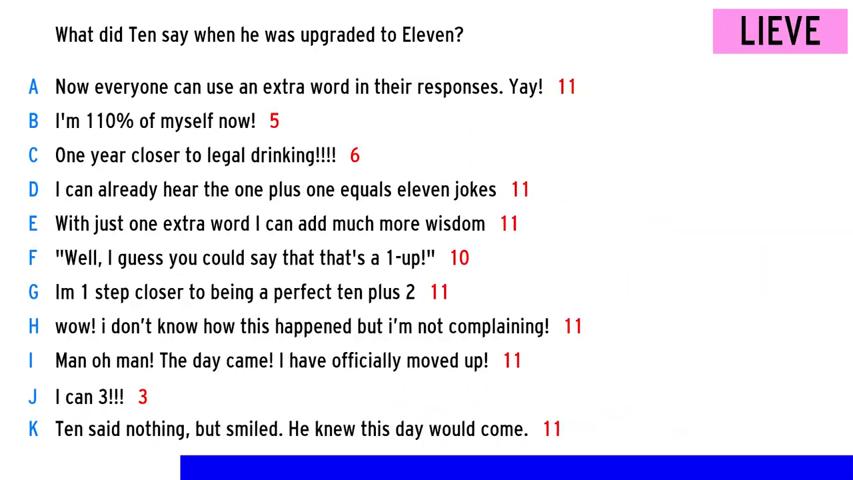 What did Ten say when he was upgraded to Eleven?
LIEVE
A Now everyone can use an extra word in their responses. Yay! 11
B I'm 110% of myself now! 5
C One year closer to legal drinking!!!! 6
D I can already hear the one plus one equals eleven jokes 11
E With just one extra word I can add much more wisdom 11
F "Well, I guess you could say that that's a 1-up!" 10
G Im 1 step closer to being a perfect ten plus 2 11
H wow! i don’t know how this happened but i’m not complaining! 11
I Man oh man! The day came! I have officially moved up! 11
J I can 3!!! 3
K Ten said nothing, but smiled. He knew this day would come. 11